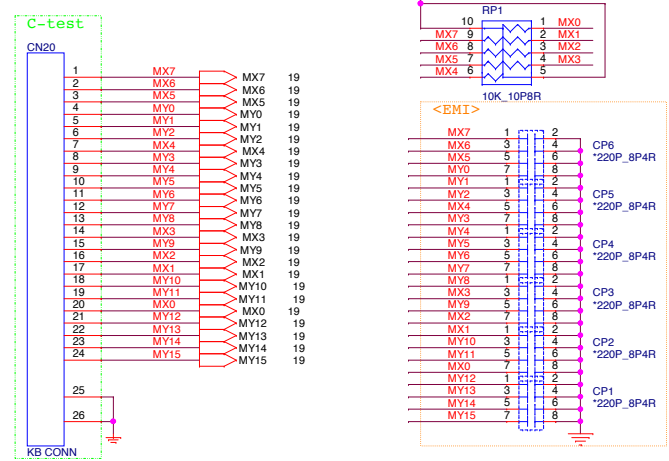 C-test
CN20
1 MX7 MX7 19
2 MX6 MX6 19
3 MX5 MX5 19
4 MY0 MY0 19
5 MY1 MY1 19
6 MY2 MY2 19
7 MX4 MX4 19
8 MY3 MY3 19
9 MY4 MY4 19
10 MY5 MY5 19
11 MY6 MY6 19
12 MY7 MY7 19
13 MY8 MY8 19
14 MX3 MX3 19
15 MY9 MY9 19
16 MX2 MX2 19
17 MX1 MX1 19
18 MY10 MY10 19
19 MY11 MY11 19
20 MX0 MX0 19
21 MY12 MY12 19
22 MY13 MY13 19
23 MY14 MY14 19
24 MY15 MY15 19
25
26
KB CONN
RP1
10 1 MX0
MX7 9 2 MX1
MX6 8 3 MX2
MX5 7 4 MX3
MX4 6 5
10K_10P8R
<EMI>
MX7 1 2
MX6 3 4
MX5 5 6
MY0 7 8
CP6
*220P_8P4R
MY1 1 2
MY2 3 4
MX4 5 6
MY3 7 8
CP5
*220P_8P4R
MY4 1 2
MY5 3 4
MY6 5 6
MY7 7 8
CP4
*220P_8P4R
MY8 1 2
MX3 3 4
MY9 5 6
MX2 7 8
CP3
*220P_8P4R
MX1 1 2
MY10 3 4
MY11 5 6
MX0 7 8
CP2
*220P_8P4R
MY12 1 2
MY13 3 4
MY14 5 6
MY15 7 8
CP1
*220P_8P4R